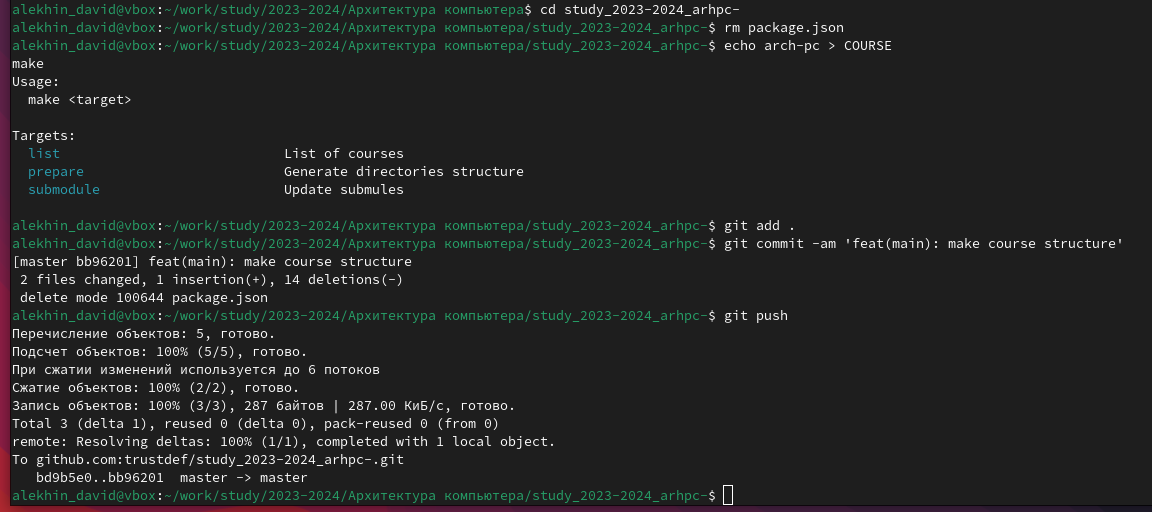 alekhin_david@vbox:~/work/study/2023-2024/Архитектура компьютера$ cd study_2023-2024_arhpc-
alekhin_david@vbox:~/work/study/2023-2024/Архитектура компьютера/study_2023-2024_arhpc-$ rm package.json
alekhin_david@vbox:~/work/study/2023-2024/Архитектура компьютера/study_2023-2024_arhpc-$ echo arch-pc > COURSE
make
Usage:
  make <target>

Targets:
  list                            List of courses
  prepare                         Generate directories structure
  submodule                       Update submules

alekhin_david@vbox:~/work/study/2023-2024/Архитектура компьютера/study_2023-2024_arhpc-$ git add .
alekhin_david@vbox:~/work/study/2023-2024/Архитектура компьютера/study_2023-2024_arhpc-$ git commit -am 'feat(main): make course structure'
[master bb96201] feat(main): make course structure
 2 files changed, 1 insertion(+), 14 deletions(-)
 delete mode 100644 package.json
alekhin_david@vbox:~/work/study/2023-2024/Архитектура компьютера/study_2023-2024_arhpc-$ git push
Перечисление объектов: 5, готово.
Подсчет объектов: 100% (5/5), готово.
При сжатии изменений используется до 6 потоков
Сжатие объектов: 100% (2/2), готово.
Запись объектов: 100% (3/3), 287 байтов | 287.00 КиБ/с, готово.
Total 3 (delta 1), reused 0 (delta 0), pack-reused 0 (from 0)
remote: Resolving deltas: 100% (1/1), completed with 1 local object.
To github.com:trustdef/study_2023-2024_arhpc-.git
   bd9b5e0..bb96201  master -> master
alekhin_david@vbox:~/work/study/2023-2024/Архитектура компьютера/study_2023-2024_arhpc-$